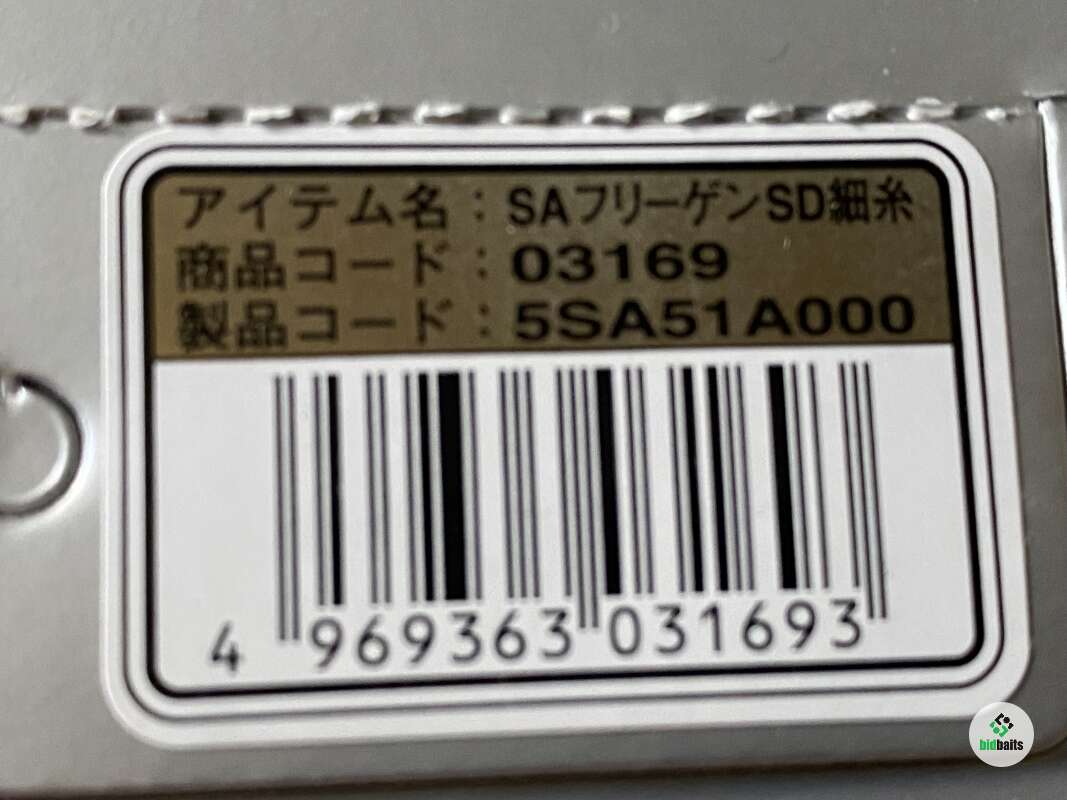 アイテム名：SAフリーゲンSD細糸
商品コード：03169
製品コード：5SA51A000
4 969363 031693
bidbaits